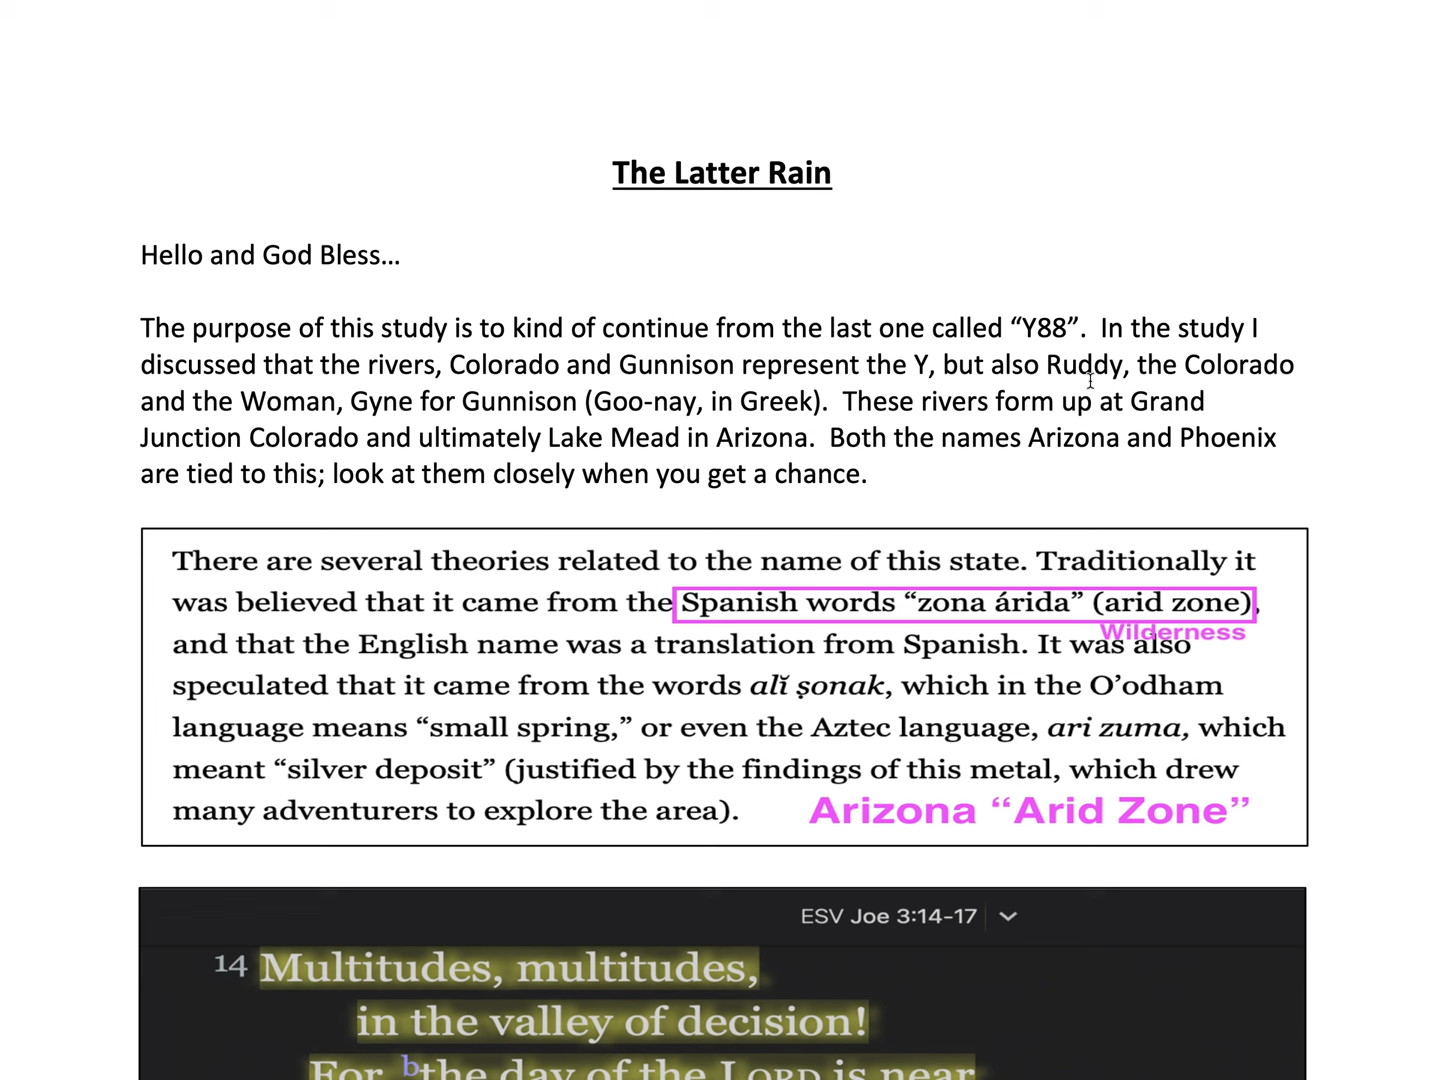 The Latter Rain
Hello and God Bless…
The purpose of this study is to kind of continue from the last one called “Y88”.  In the study I
discussed that the rivers, Colorado and Gunnison represent the Y, but also Ruddy, the Colorado
and the Woman, Gyne for Gunnison (Goo-nay, in Greek).  These rivers form up at Grand
Junction Colorado and ultimately Lake Mead in Arizona.  Both the names Arizona and Phoenix
are tied to this; look at them closely when you get a chance.
There are several theories related to the name of this state. Traditionally it
was believed that it came from the Spanish words “zona árida” (arid zone),
Wilderness
and that the English name was a translation from Spanish. It was also
speculated that it came from the words alĭ ṣonak, which in the O’odham
language means “small spring,” or even the Aztec language, ari zuma, which
meant “silver deposit” (justified by the findings of this metal, which drew
many adventurers to explore the area).
Arizona “Arid Zone”
ESV Joe 3:14-17
14 Multitudes, multitudes,
in the valley of decision!
For b the day of the LORD is near